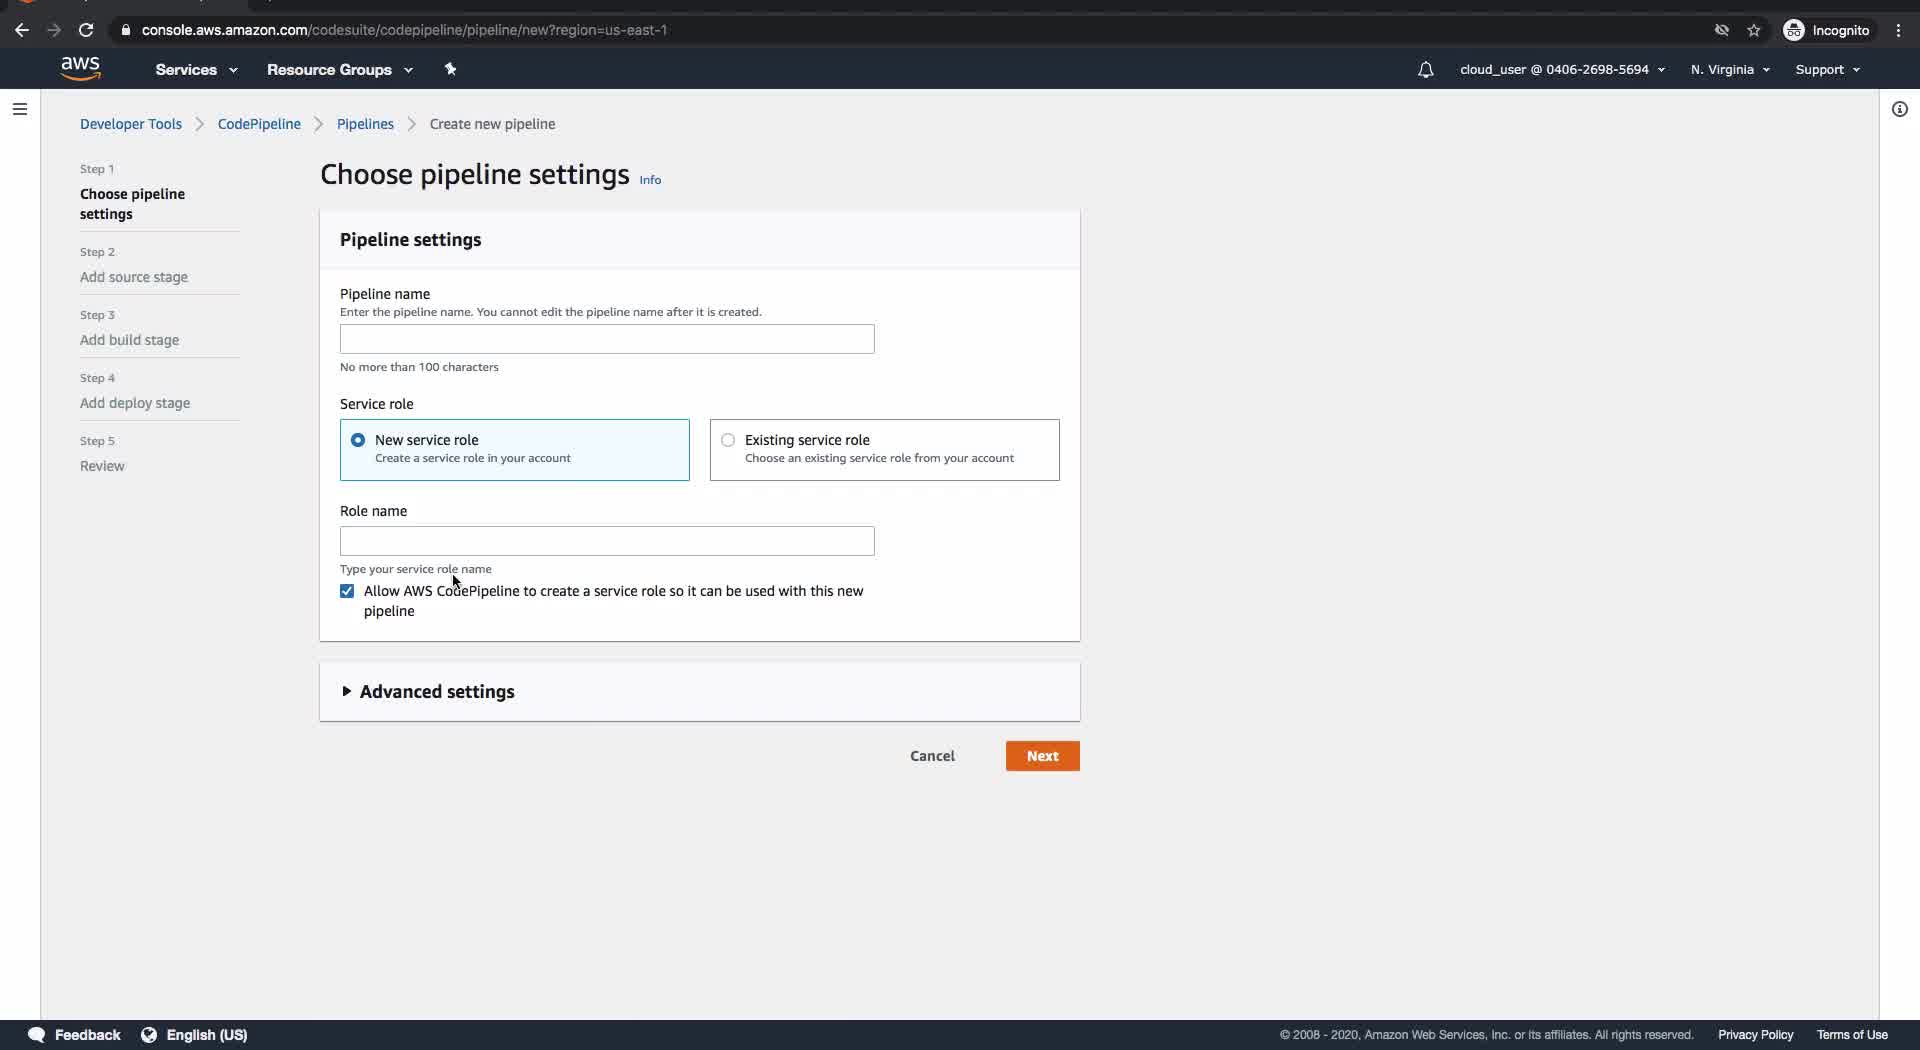 console.aws.amazon.com/codesuite/codepipeline/pipeline/new?region=us-east-1
Incognito
aws
Services
Resource Groups
cloud_user @ 0406-2698-5694
N. Virginia
Support
Developer Tools
CodePipeline
Pipelines
Create new pipeline
Step 1
Choose pipeline
settings
Step 2
Add source stage
Step 3
Add build stage
Step 4
Add deploy stage
Step 5
Review
Choose pipeline settings
Info
Pipeline settings
Pipeline name
Enter the pipeline name. You cannot edit the pipeline name after it is created.
No more than 100 characters
Service role
New service role
Create a service role in your account
Existing service role
Choose an existing service role from your account
Role name
Type your service role name
Allow AWS CodePipeline to create a service role so it can be used with this new
pipeline
Advanced settings
Cancel
Next
Feedback
English (US)
© 2008 - 2020, Amazon Web Services, Inc. or its affiliates. All rights reserved.
Privacy Policy
Terms of Use